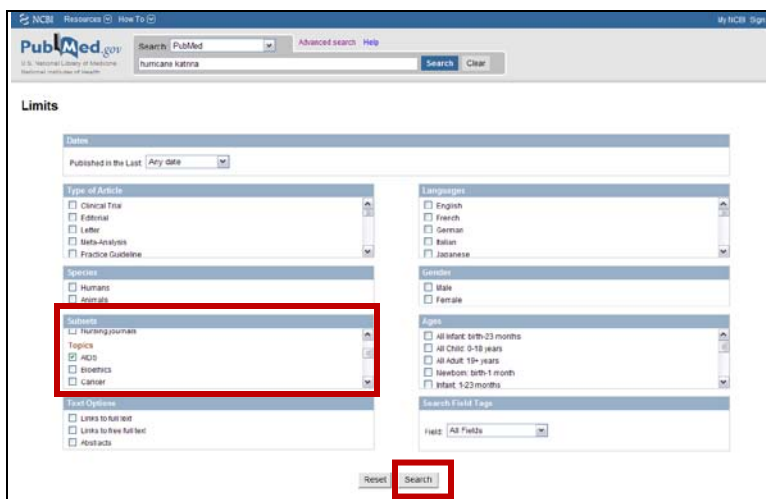 NCBI Resources How To My NCBI Sign
PubMed.gov
U.S. National Library of Medicine
National Institutes of Health
Search: PubMed
Advanced search Help
hurricane katrina
Search Clear
Limits
Dates
Published in the Last: Any date
Type of Article
Clinical Trial
Editorial
Letter
Meta-Analysis
Practice Guideline
Languages
English
French
German
Italian
Japanese
Species
Humans
Animals
Gender
Male
Female
Subsets
Nursing journals
Topics
AIDS
Bioethics
Cancer
Ages
All Infant: birth-23 months
All Child: 0-18 years
All Adult: 19+ years
Newborn: birth-1 month
Infant: 1-23 months
Text Options
Links to full text
Links to free full text
Abstracts
Search Field Tags
Field: All Fields
Reset Search